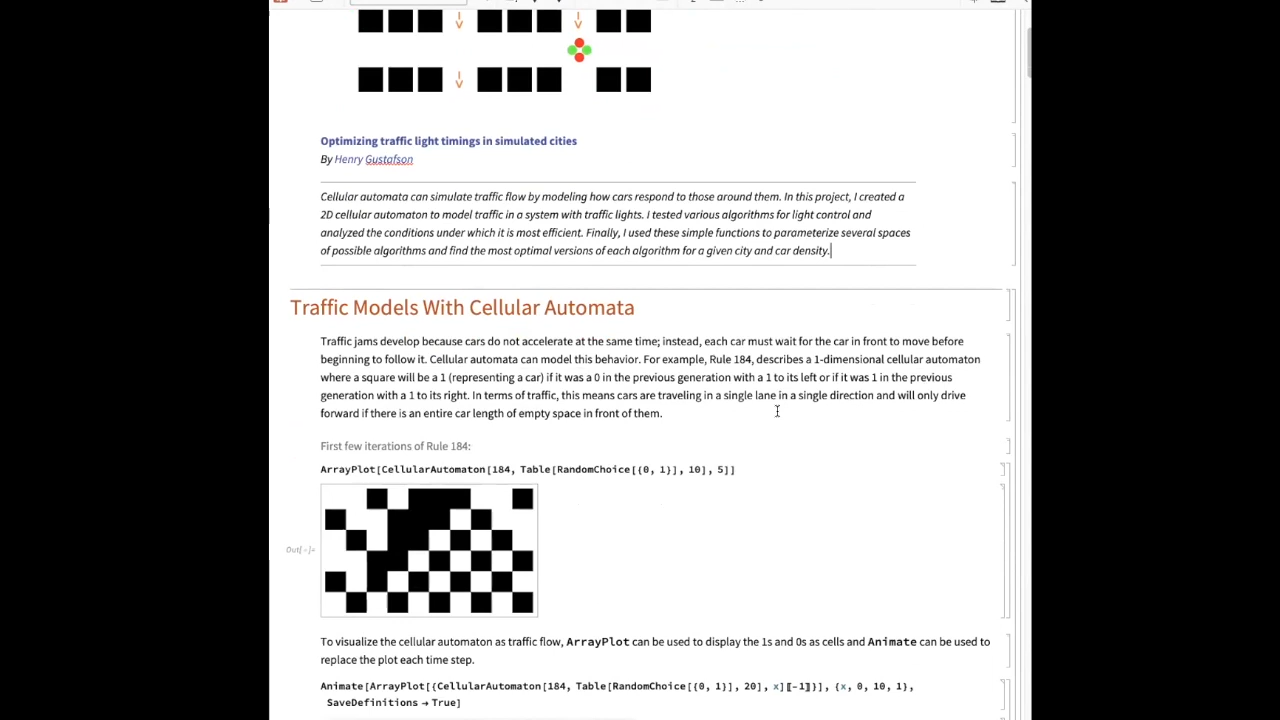 Optimizing traffic light timings in simulated cities
By Henry Gustafson
Cellular automata can simulate traffic flow by modeling how cars respond to those around them. In this project, I created a
2D cellular automaton to model traffic in a system with traffic lights. I tested various algorithms for light control and
analyzed the conditions under which it is most efficient. Finally, I used these simple functions to parameterize several spaces
of possible algorithms and find the most optimal versions of each algorithm for a given city and car density.
Traffic Models With Cellular Automata
Traffic jams develop because cars do not accelerate at the same time; instead, each car must wait for the car in front to move before
beginning to follow it. Cellular automata can model this behavior. For example, Rule 184, describes a 1-dimensional cellular automaton
where a square will be a 1 (representing a car) if it was a 0 in the previous generation with a 1 to its left or if it was 1 in the previous
generation with a 1 to its right. In terms of traffic, this means cars are traveling in a single lane in a single direction and will only drive
forward if there is an entire car length of empty space in front of them.
First few iterations of Rule 184:
ArrayPlot[CellularAutomaton[184, Table[RandomChoice[{0, 1}], 10], 5]]
Out[-]=
To visualize the cellular automaton as traffic flow, ArrayPlot can be used to display the 1s and 0s as cells and Animate can be used to
replace the plot each time step.
Animate[ArrayPlot[{CellularAutomaton[184, Table[RandomChoice[{0, 1}], 20], x]〚-1〛}], {x, 0, 10, 1},
SaveDefinitions → True]